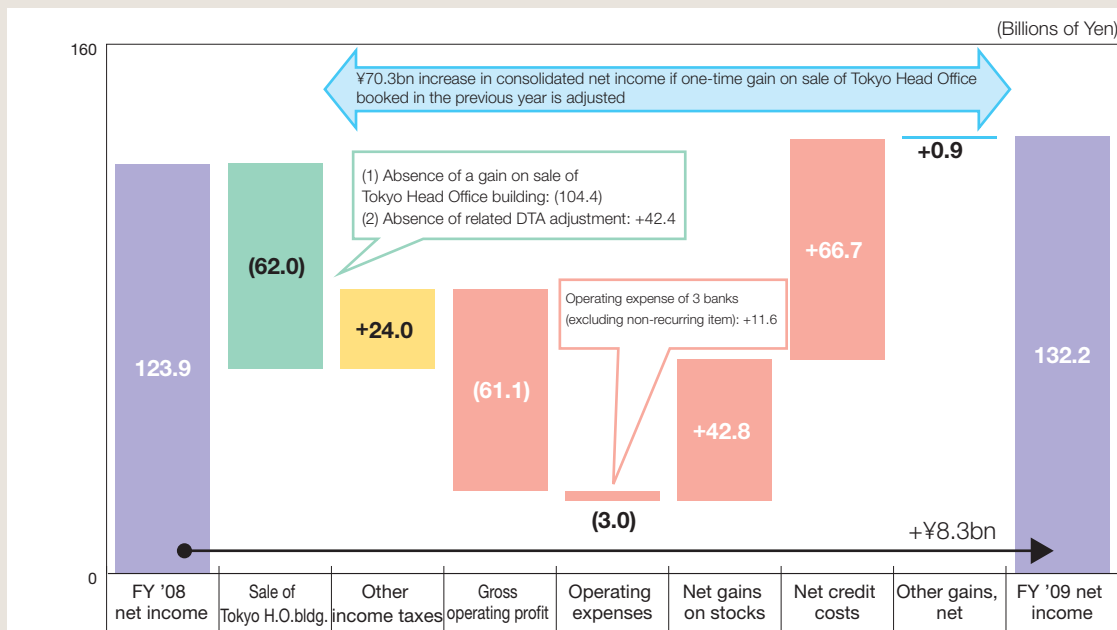 (Billions of Yen)
160
¥70.3bn increase in consolidated net income if one-time gain on sale of Tokyo Head Office
booked in the previous year is adjusted
+0.9
(1) Absence of a gain on sale of
Tokyo Head Office building: (104.4)
(2) Absence of related DTA adjustment: +42.4
(62.0)
+66.7
Operating expense of 3 banks
(excluding non-recurring item): +11.6
+24.0
123.9
132.2
(61.1)
+42.8
(3.0)
+¥8.3bn
0
FY '08
net income
Sale of
Tokyo H.O.bldg.
Other
income taxes
Gross
operating profit
Operating
expenses
Net gains
on stocks
Net credit
costs
Other gains,
net
FY '09 net
income